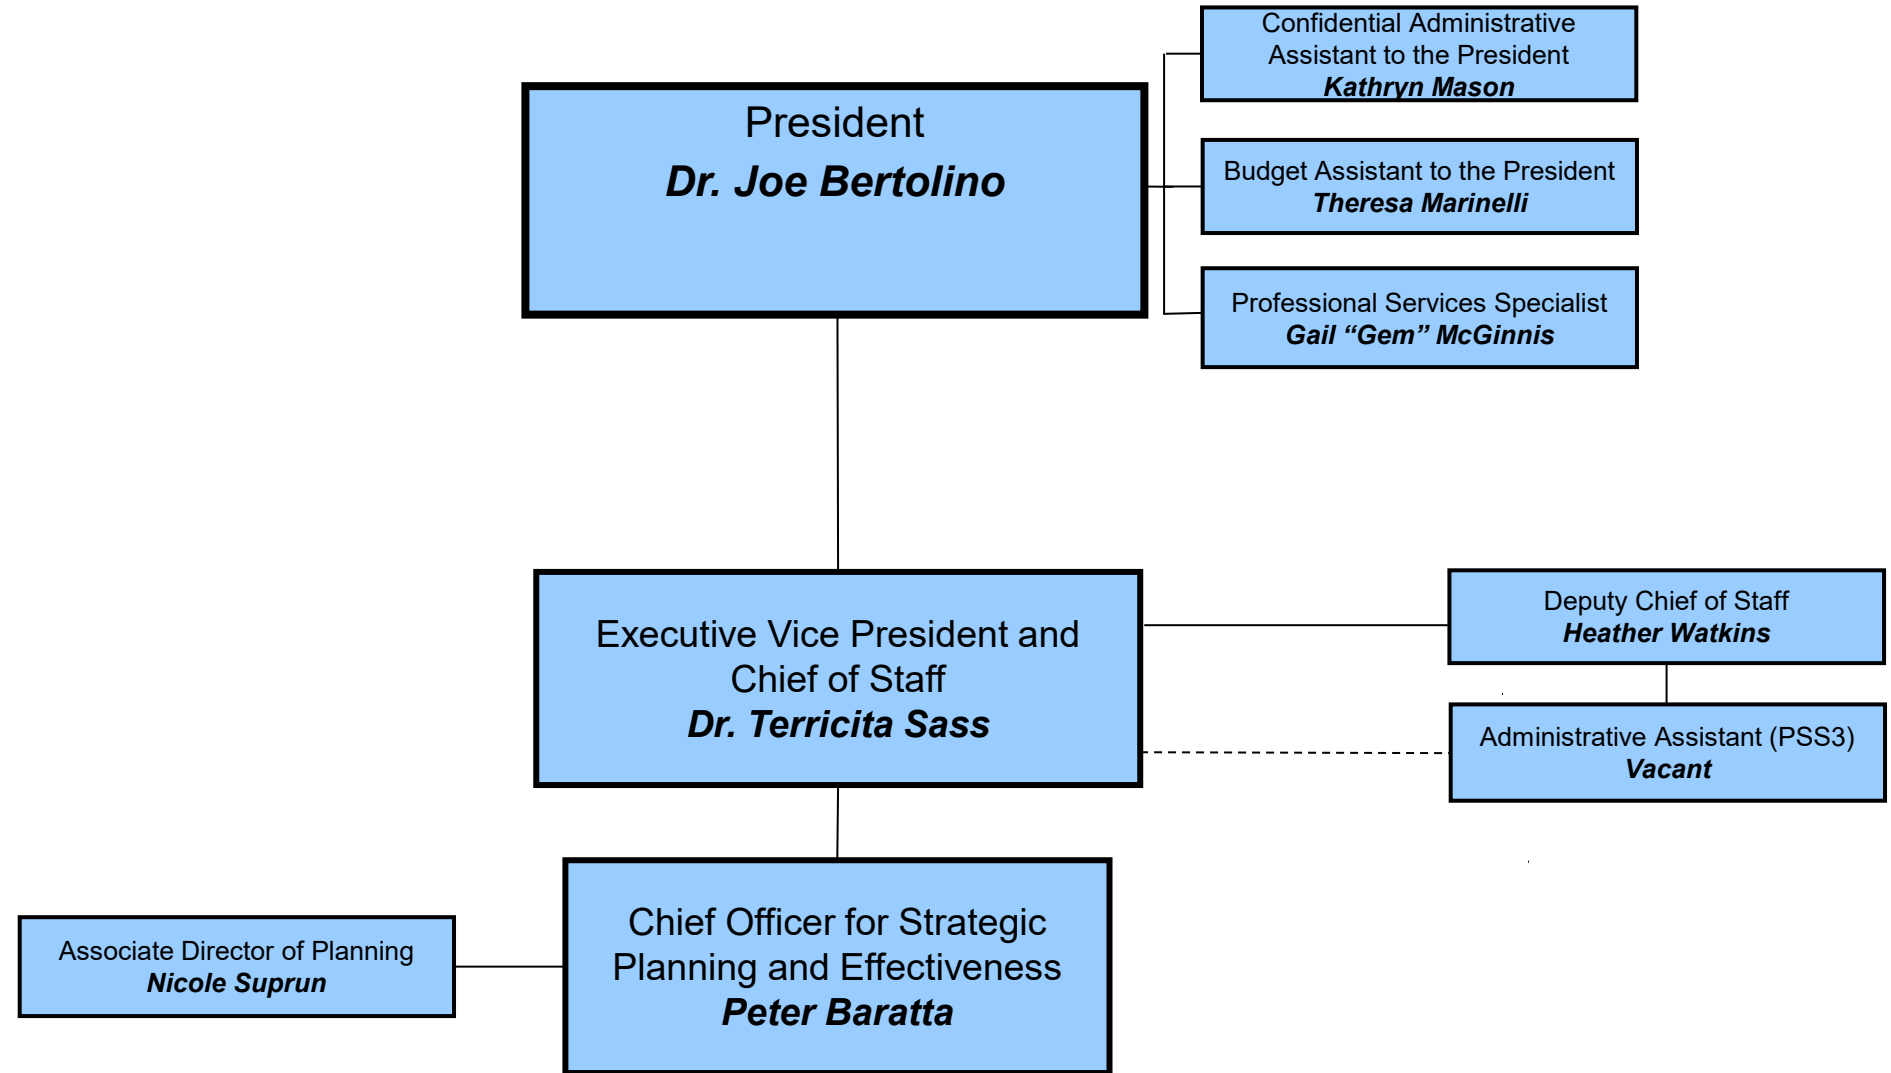 Confidential Administrative
Assistant to the President
Kathryn Mason
President
Dr. Joe Bertolino
Budget Assistant to the President
Theresa Marinelli
Professional Services Specialist
Gail “Gem” McGinnis
Executive Vice President and
Chief of Staff
Dr. Terricita Sass
Deputy Chief of Staff
Heather Watkins
Administrative Assistant (PSS3)
Vacant
Chief Officer for Strategic
Planning and Effectiveness
Peter Baratta
Associate Director of Planning
Nicole Suprun